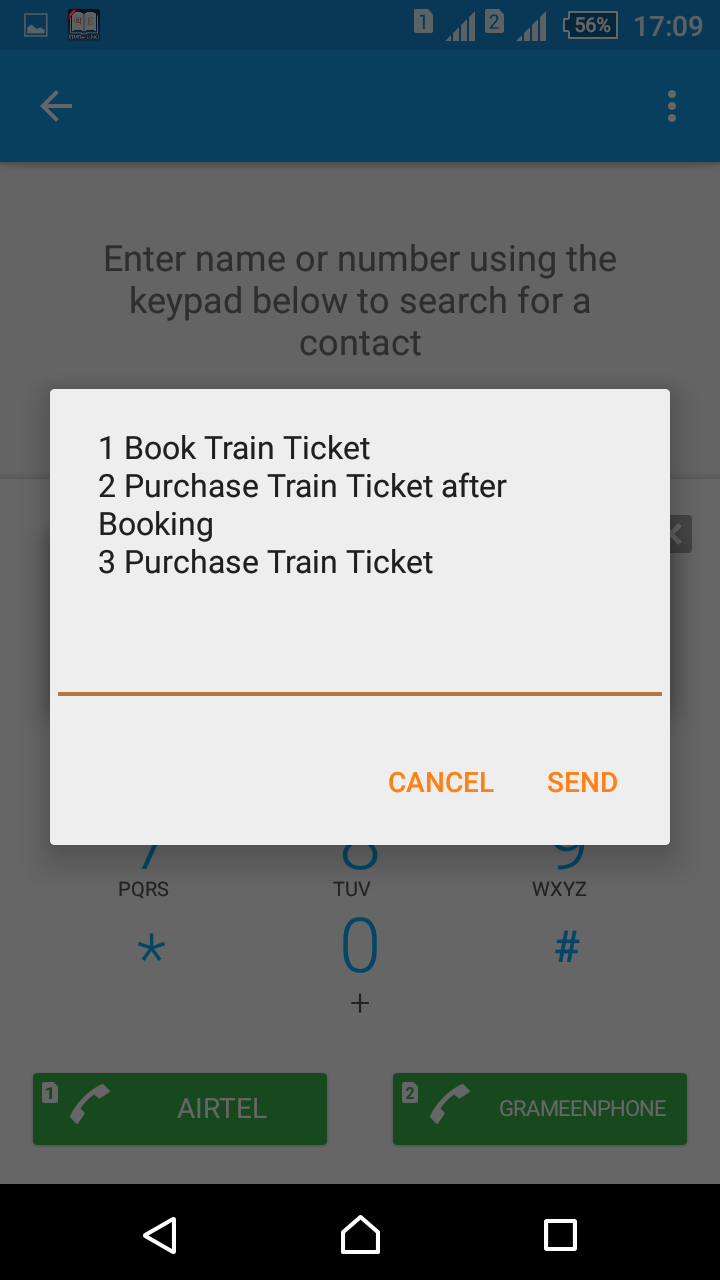 1
2
56%
17:09
Enter name or number using the
keypad below to search for a
contact
1 Book Train Ticket
2 Purchase Train Ticket after
Booking
3 Purchase Train Ticket
CANCEL SEND
7 8 9
PQRS TUV WXYZ
* 0 #
+
1 AIRTEL
2 GRAMEENPHONE